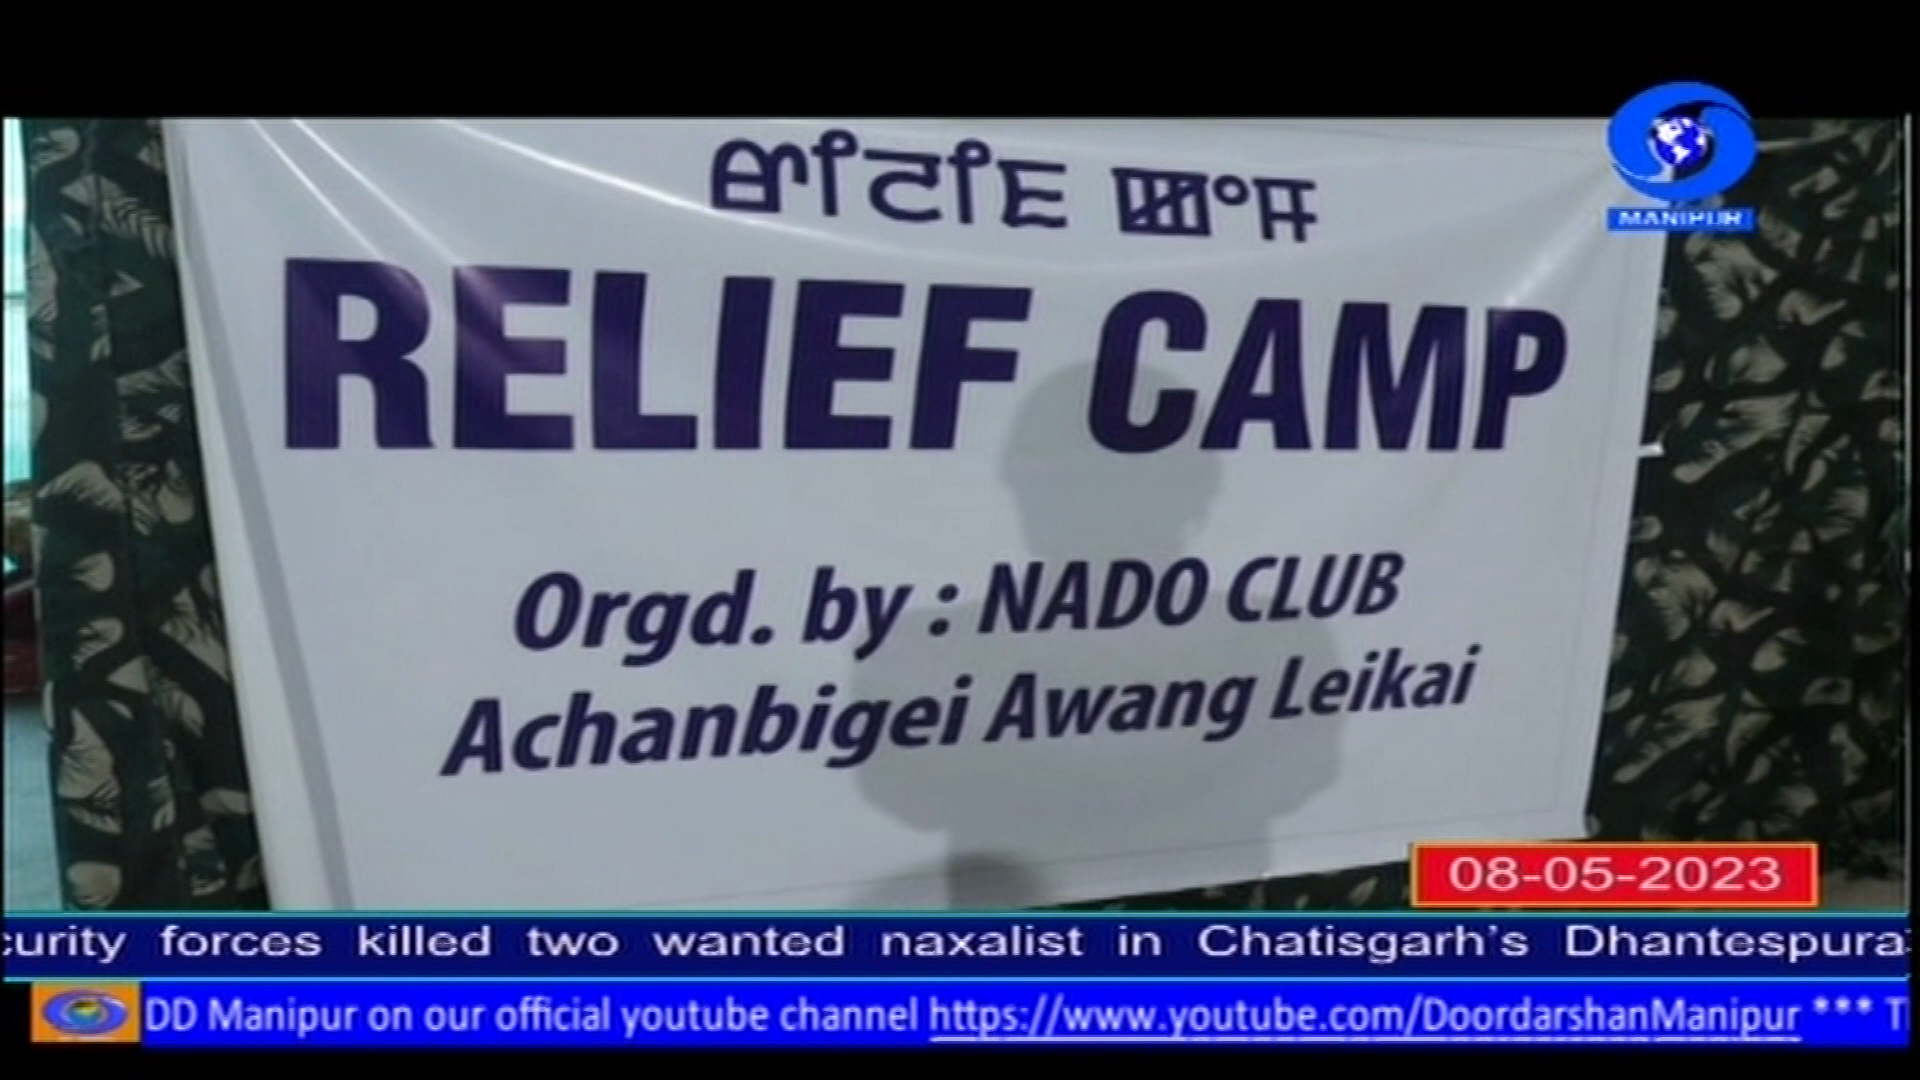 ꯔꯤꯂꯤꯐ
MANIPUR
RELIEF CAMP
Orgd. by : NADO CLUB
Achanbigei Awang Leikai
08-05-2023
forces killed two wanted naxalist in Chatisgarh's Dhantespura
DD Manipur on our official youtube channel https://www.youtube.com/DoordarshanManipur ***